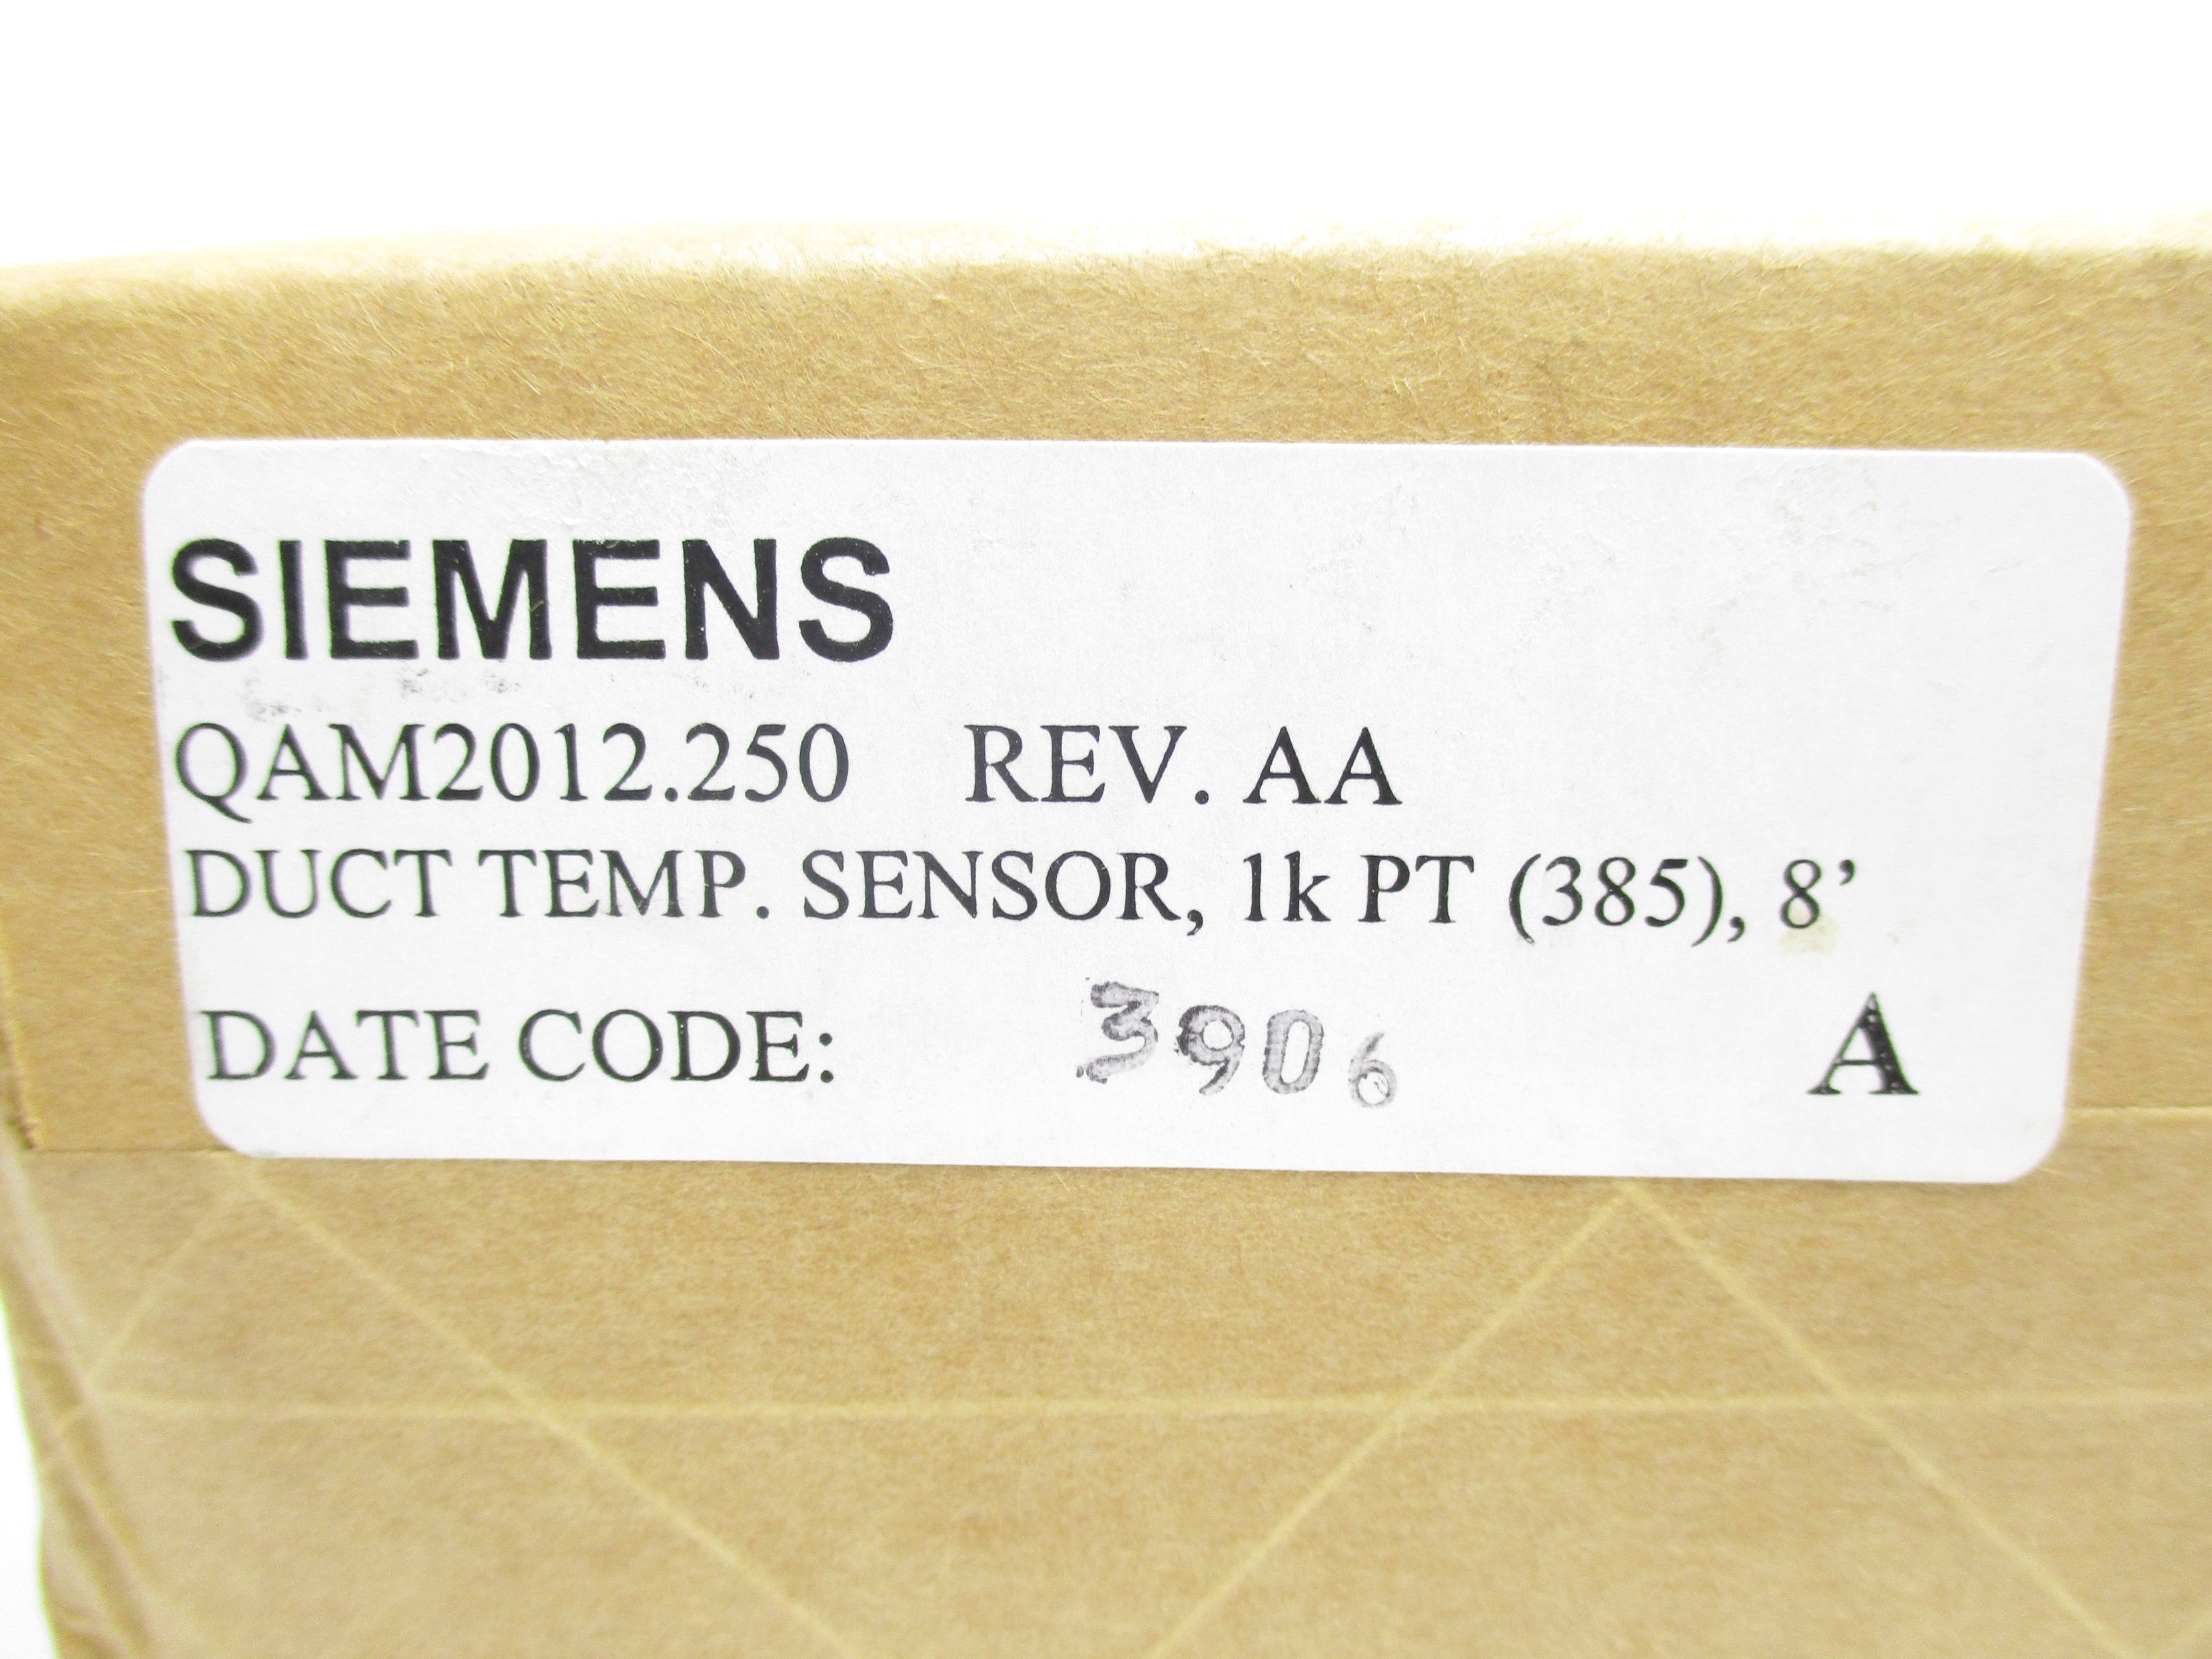 SIEMENS
QAM2012.250 REV. AA
DUCT TEMP. SENSOR, 1k PT (385), 8’
DATE CODE: 3906 A